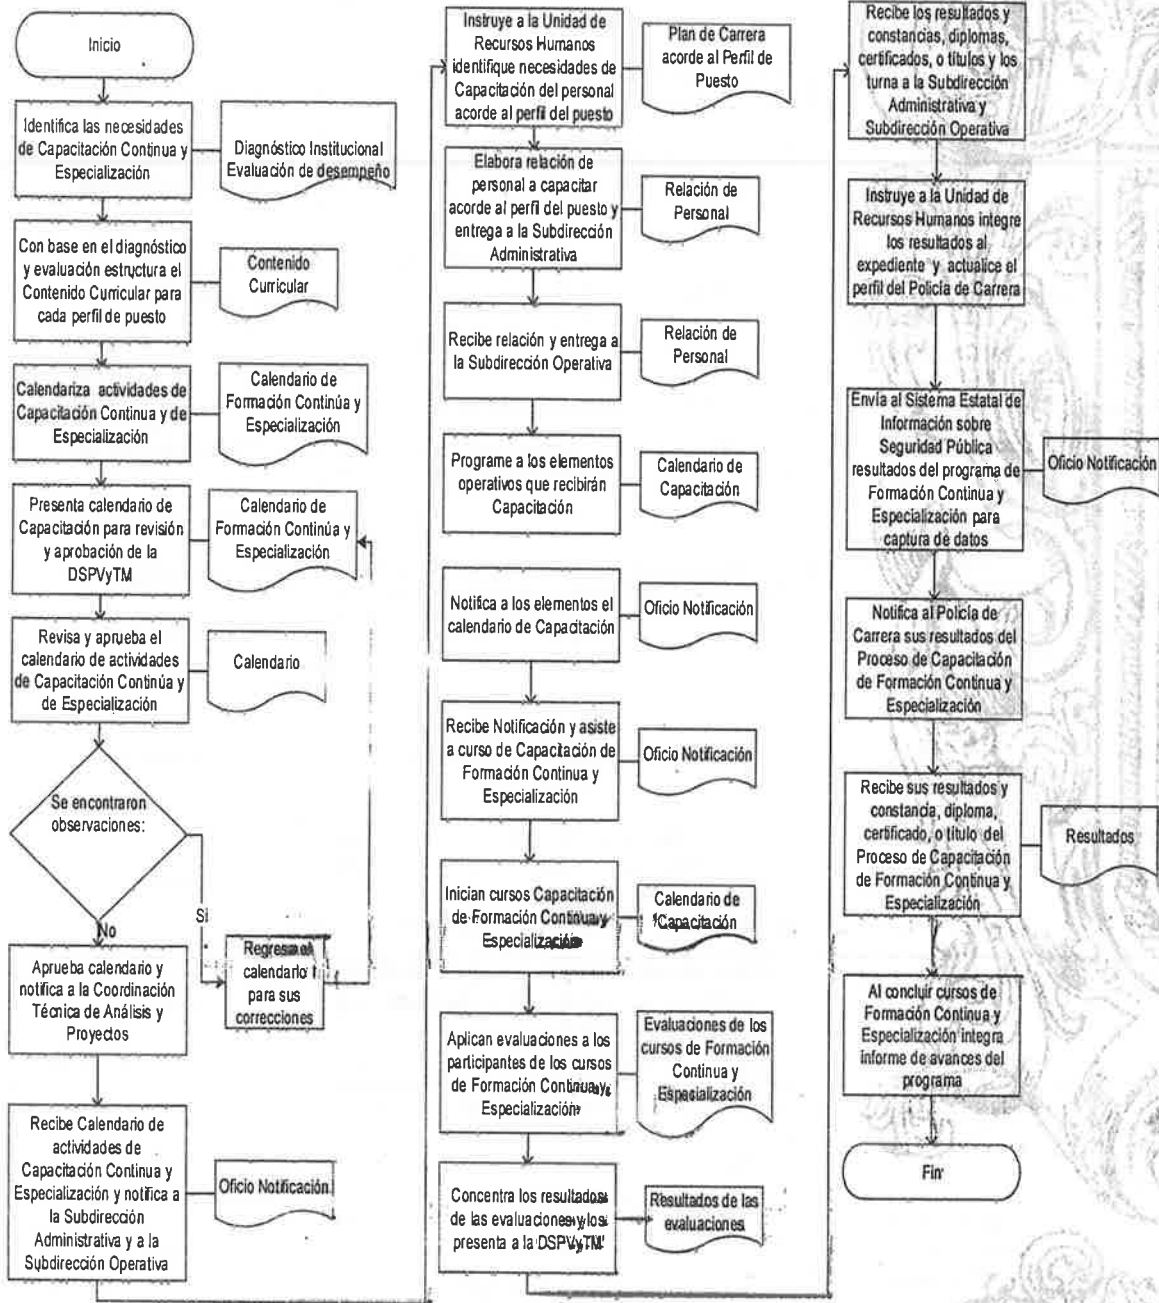 Inicio
Identifica las necesidades
de Capacitación Continua y
Especialización
Diagnóstico Institucional
Evaluación de desempeño
Con base en el diagnóstico
y evaluación estructura el
Contenido Curricular para
cada perfil de puesto
Contenido
Curricular
Calendariza actividades de
Capacitación Continua y de
Especialización
Calendario de
Formación Continúa y
Especialización
Presenta calendario de
Capacitación para revisión
y aprobación de la
DSPVyTM
Calendario de
Formación Continúa y
Especialización
Revisa y aprueba el
calendario de actividades
de Capacitación Continúa y
de Especialización
Calendario
Se encontraron
observaciones:
Si
No
Regresa el
calendario
para sus
correcciones
Aprueba calendario y
notifica a la Coordinación
Técnica de Análisis y
Proyectos
Recibe Calendario de
actividades de
Capacitación Continua y
Especialización y notifica a
la Subdirección
Administrativa y a la
Subdirección Operativa
Oficio Notificación
Instruye a la Unidad de
Recursos Humanos
identifique necesidades de
Capacitación del personal
acorde al perfil del puesto
Plan de Carrera
acorde al Perfil de
Puesto
Elabora relación de
personal a capacitar
acorde al perfil del puesto y
entrega a la Subdirección
Administrativa
Relación de
Personal
Recibe relación y entrega a
la Subdirección Operativa
Relación de
Personal
Programe a los elementos
operativos que recibirán
Capacitación
Calendario de
Capacitación
Notifica a los elementos el
calendario de Capacitación
Oficio Notificación
Recibe Notificación y asiste
a curso de Capacitación de
Formación Continua y
Especialización
Oficio Notificación
Inician cursos Capacitación
de Formación Continua y
Especialización
Calendario de
Capacitación
Aplican evaluaciones a los
participantes de los cursos
de Formación Continua y
Especialización
Evaluaciones de los
cursos de Formación
Continua y
Especialización
Concentra los resultados
de las evaluaciones y los
presenta a la DSPVyTM
Resultados de las
evaluaciones
Recibe los resultados y
constancias, diplomas,
certificados, o títulos y los
turna a la Subdirección
Administrativa y
Subdirección Operativa
Instruye a la Unidad de
Recursos Humanos integre
los resultados al
expediente y actualice el
perfil del Policía de Carrera
Envía al Sistema Estatal de
Información sobre
Seguridad Pública
resultados del programa de
Formación Continua y
Especialización para
captura de datos
Oficio Notificación
Notifica al Policía de
Carrera sus resultados del
Proceso de Capacitación
de Formación Continua y
Especialización
Recibe sus resultados y
constancia, diploma,
certificado, o título del
Proceso de Capacitación
de Formación Continua y
Especialización
Resultados
Al concluir cursos de
Formación Continua y
Especialización integra
informe de avances del
programa
Fin